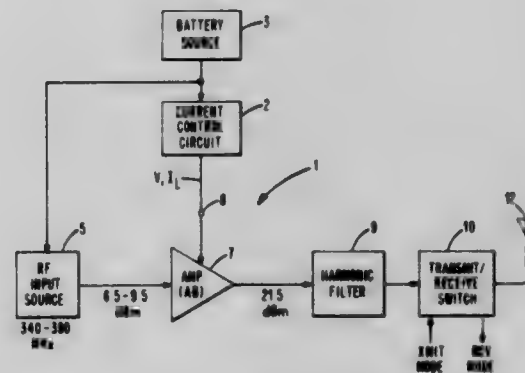 BATTERY
SOURCE
3
CURRENT
CONTROL
CIRCUIT
2
V, IL
6
1
5
RF
INPUT
SOURCE
340-380
MHz
6.5-9.5
dBm
7
AMP
(AB)
21.5
dBm
9
HARMONIC
FILTER
10
TRANSMIT/
RECEIVE
SWITCH
12
XMIT
MODE
RCV
MODE